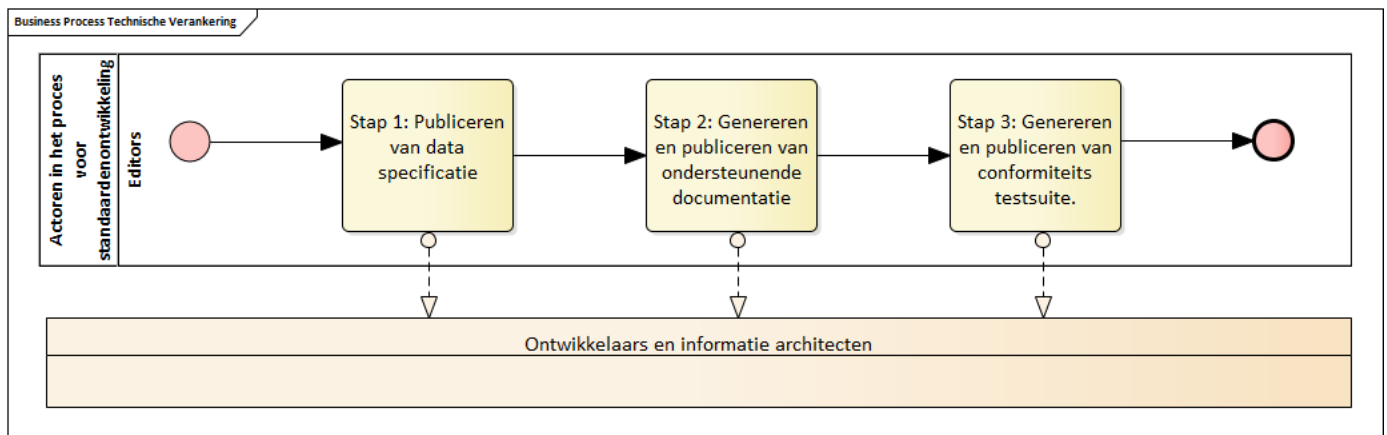 Business Process Technische Verankering
Actoren in het proces
voor
standaardenontwikkeling
Editors
Stap 1: Publiceren
van data
specificatie
Stap 2: Genereren
en publiceren van
ondersteunende
documentatie
Stap 3: Genereren
en publiceren van
conformiteits
testsuite.
Ontwikkelaars en informatie architecten